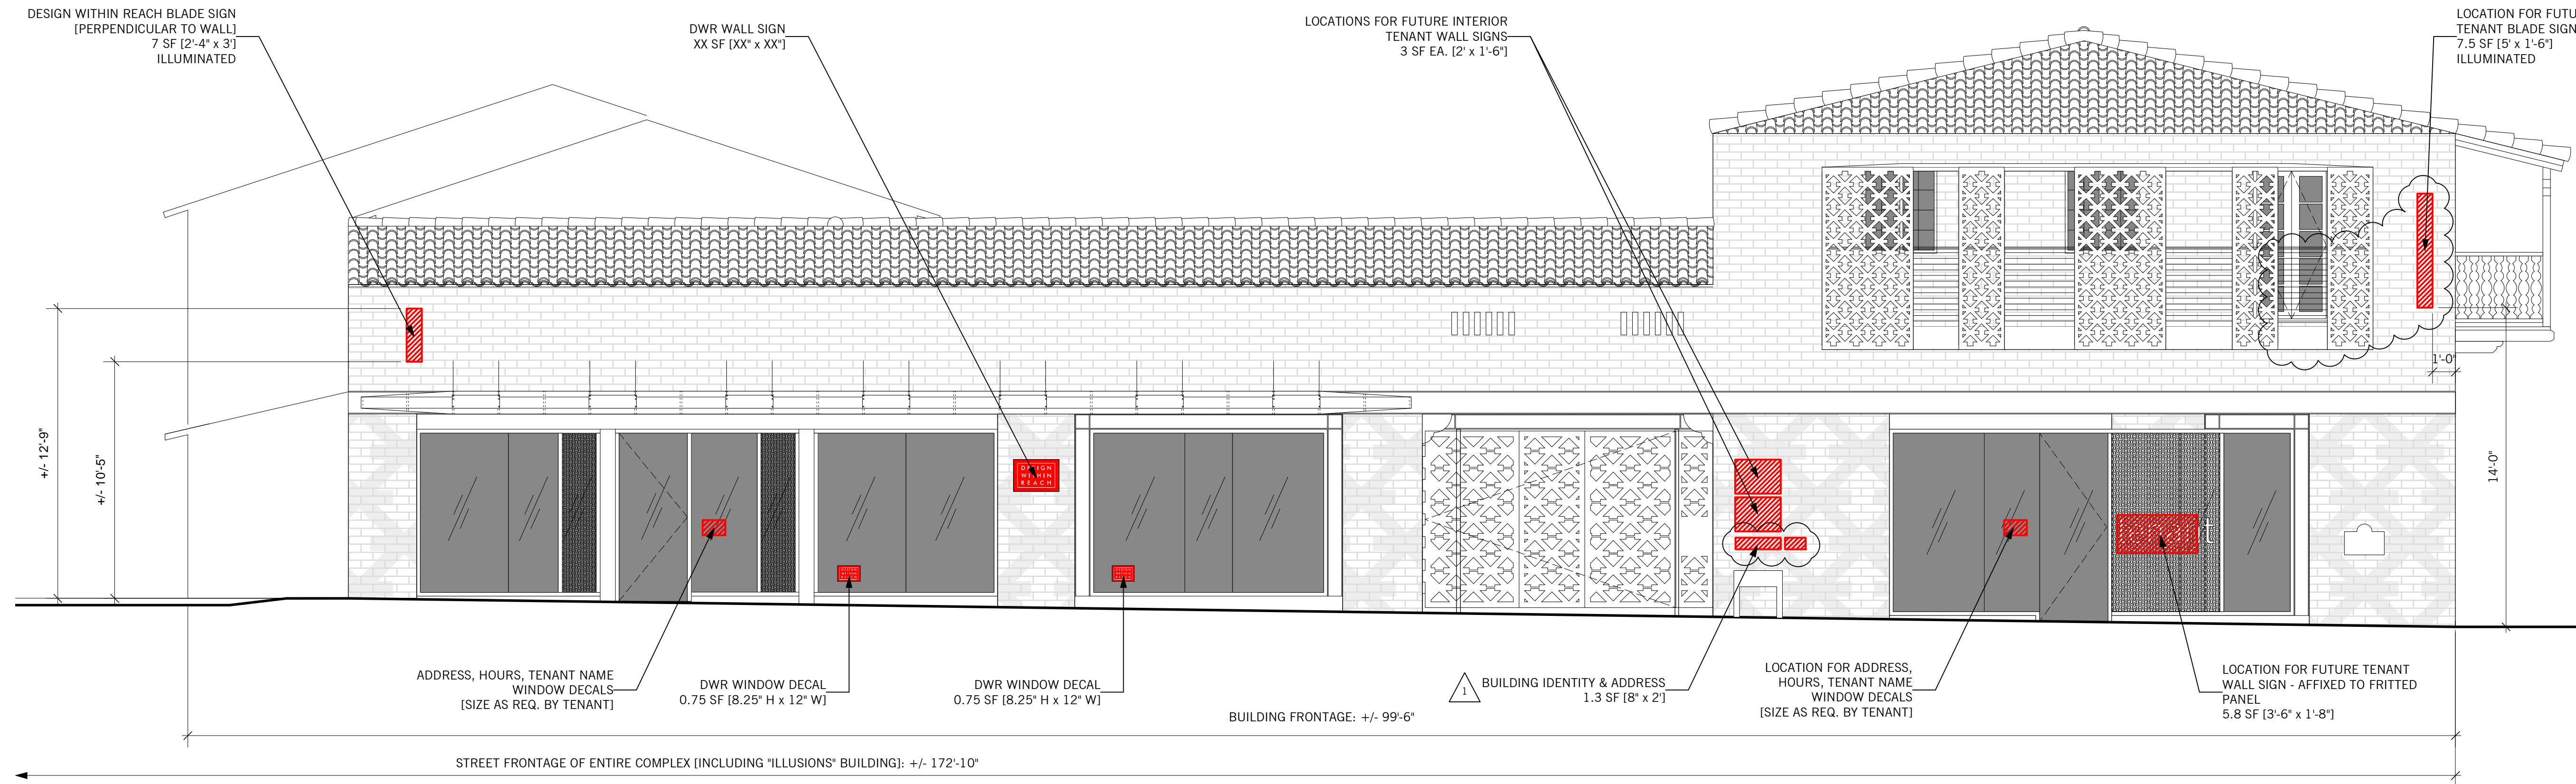 DESIGN WITHIN REACH BLADE SIGN
[PERPENDICULAR TO WALL]
7 SF [2'-4" x 3']
ILLUMINATED
DWR WALL SIGN
XX SF [XX" x XX"]
LOCATIONS FOR FUTURE INTERIOR
TENANT WALL SIGNS
3 SF EA. [2' x 1'-6"]
LOCATION FOR FUTU
TENANT BLADE SIGN
7.5 SF [5' x 1'-6"]
ILLUMINATED
1'-0"
+/- 12'-9"
+/- 10'-5"
14'-0"
DESIGN
WITHIN
REACH
DESIGN
WITHIN
REACH
DESIGN
WITHIN
REACH
ADDRESS, HOURS, TENANT NAME
WINDOW DECALS
[SIZE AS REQ. BY TENANT]
DWR WINDOW DECAL
0.75 SF [8.25" H x 12" W]
DWR WINDOW DECAL
0.75 SF [8.25" H x 12" W]
1
BUILDING IDENTITY & ADDRESS
1.3 SF [8" x 2']
LOCATION FOR ADDRESS,
HOURS, TENANT NAME
WINDOW DECALS
[SIZE AS REQ. BY TENANT]
LOCATION FOR FUTURE TENANT
WALL SIGN - AFFIXED TO FRITTED
PANEL
5.8 SF [3'-6" x 1'-8"]
BUILDING FRONTAGE: +/- 99'-6"
STREET FRONTAGE OF ENTIRE COMPLEX [INCLUDING "ILLUSIONS" BUILDING]: +/- 172'-10"